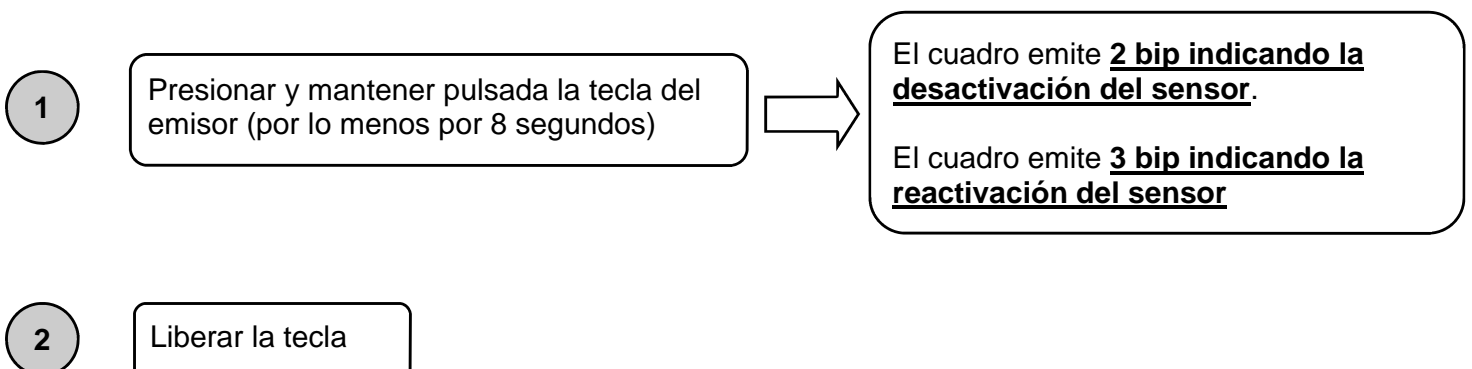 1
Presionar y mantener pulsada la tecla del
emisor (por lo menos por 8 segundos)
El cuadro emite 2 bip indicando la
desactivación del sensor.
El cuadro emite 3 bip indicando la
reactivación del sensor
2
Liberar la tecla